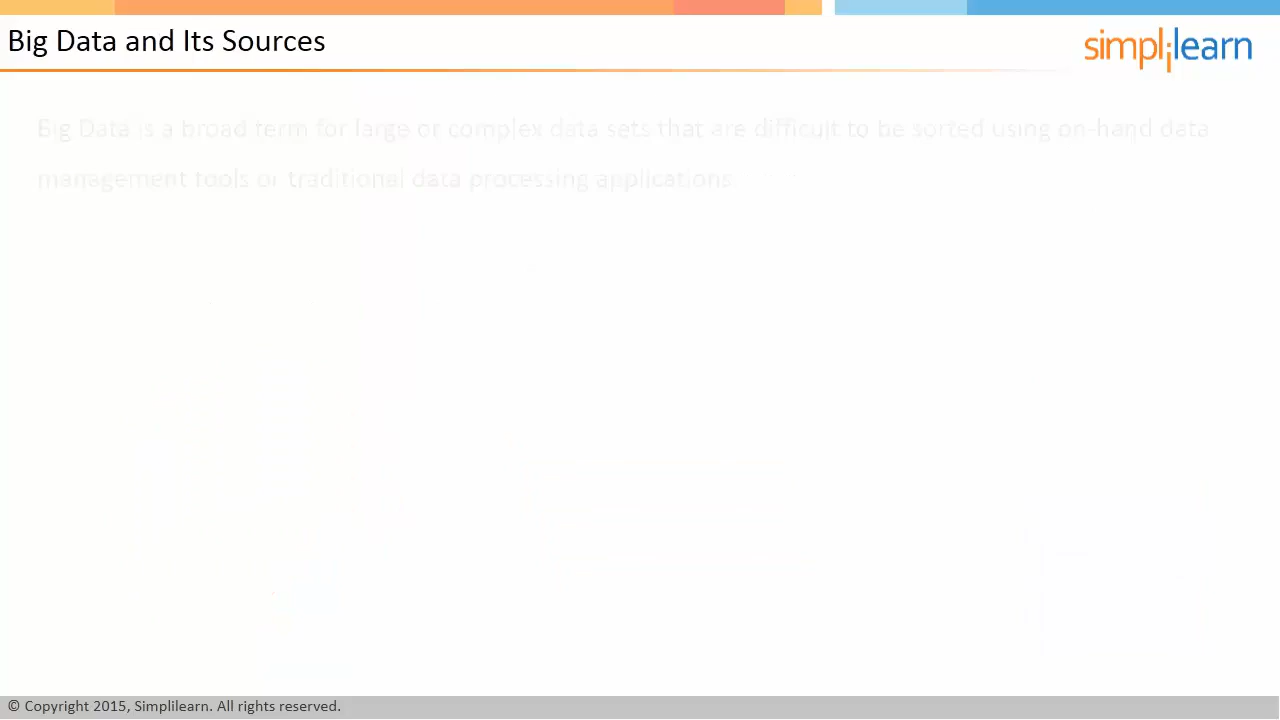 Big Data and Its Sources
simplilearn
Big Data is a broad term for large or complex data sets that are difficult to be sorted using on-hand data
management tools or traditional data processing applications
© Copyright 2015, Simplilearn. All rights reserved.